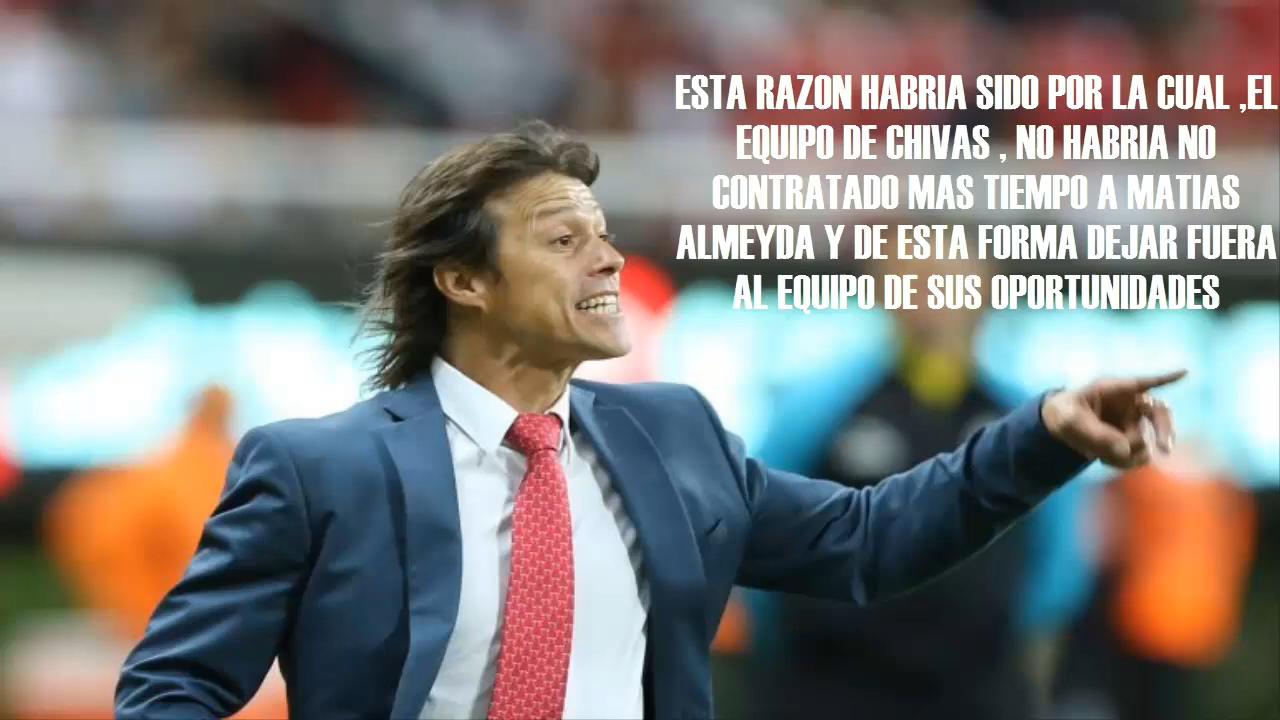 ESTA RAZON HABRIA SIDO POR LA CUAL ,EL
EQUIPO DE CHIVAS , NO HABRIA NO
CONTRATADO MAS TIEMPO A MATIAS
ALMEYDA Y DE ESTA FORMA DEJAR FUERA
AL EQUIPO DE SUS OPORTUNIDADES